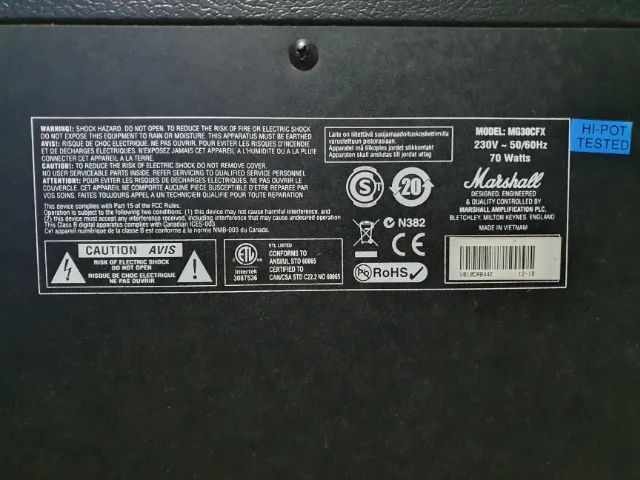 WARNING!: SHOCK HAZARD. DO NOT OPEN. TO REDUCE THE RISK OF FIRE OR ELECTRIC SHOCK
DO NOT EXPOSE THIS EQUIPMENT TO RAIN OR MOISTURE. THIS APPARATUS MUST BE EARTHED.
AVIS!: RISQUE DE CHOC. NE PAS OUVRIR. POUR EVITER LES RISQUES D'INCENDIES
ET DE DECHARGES ELECTRIQUES, N'EXPOSEZ JAMAIS CET APPAREIL A L'HUMIDITE OU A LA PLUIE
CONNECTER CET APPAREIL A LA TERRE.
CAUTION: TO REDUCE THE RISK OF ELECTRIC SHOCK DO NOT REMOVE COVER.
NO USER SERVICEABLE PARTS INSIDE. REFER SERVICING TO QUALIFIED SERVICE PERSONNEL.
ATTENTION!: POUR EVITER LES RISQUES DE DECHARGES ELECTRIQUES, NE PAS OUVRIR LE
COUVERCLE. CET APPAREIL NE COMPORTE AUCUNE PIECE SUSCEPTIBLE D ETRE REPAREE PAR
VOS SOINS. FAITES TOUJOURS APPEL A UN TECHNICIEN QUALIFIE POUR TOUTE REPARATION
This device complies with Part 15 of the FCC Rules.
Operation is subject to the following two conditions. (1) this device may not cause harmful interference, and
(2) this device must accept any interference received, including interference that may cause undesired operation
This Class B digital apparatus complies with Canadian ICES-003
Cet appareil numérique de la classe B est conforme à la norme NMB-003 du Canada.
CAUTION AVIS
RISK OF ELECTRIC SHOCK
DO NOT OPEN
RISQUE DE CHOC ELECTRIQUE
NE PAS OUVRIR
ETL
Intertek
3087536
ETL LISTED
CONFORMS TO
ANSI/UL STD 60065
CERTIFIED TO
CAN/CSA STD C22.2 NO 60065
Laite on liitettävä suojamaadoituskoskettimilla
varustettuun pistorasiaan.
Apparatet må tilkoples jordet stikkontakt
Apparaten skall anslutas till jordat uttag
S
20
N382
CE
Pb RoHS
MODEL: MG30CFX
230V ~ 50/60Hz
70 Watts
Marshall
DESIGNED, ENGINEERED
& QUALITY CONTROLLED BY
MARSHALL AMPLIFICATION PLC.
BLETCHLEY, MILTON KEYNES, ENGLAND
MADE IN VIETNAM
12-18
HI-POT
TESTED